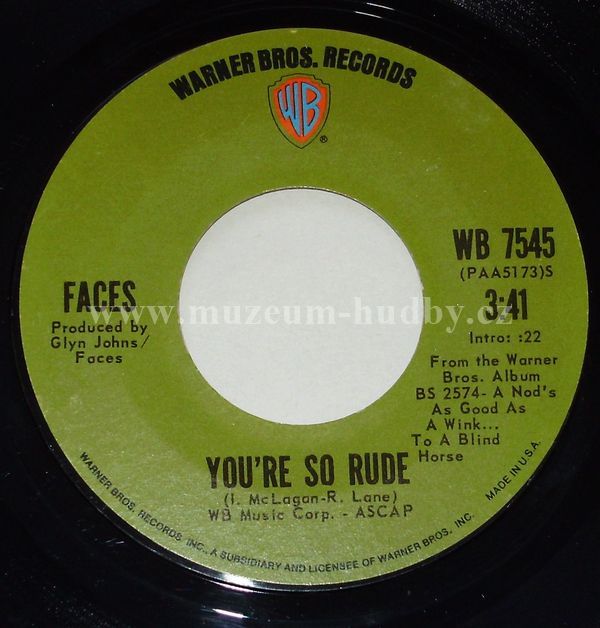 WARNER BROS. RECORDS
WB
®
WB 7545
(PAA5173)S
3:41
Intro: :22
From the Warner
Bros. Album
BS 2574- A Nod's
As Good As
A Wink...
To A Blind
Horse
FACES
Produced by
Glyn Johns/
Faces
www.muzeum-hudby.cz
YOU'RE SO RUDE
(I. McLagan-R. Lane)
WB Music Corp. - ASCAP
WARNER BROS. RECORDS INC., A SUBSIDIARY AND LICENSEE OF WARNER BROS. INC.
MADE IN U.S.A.